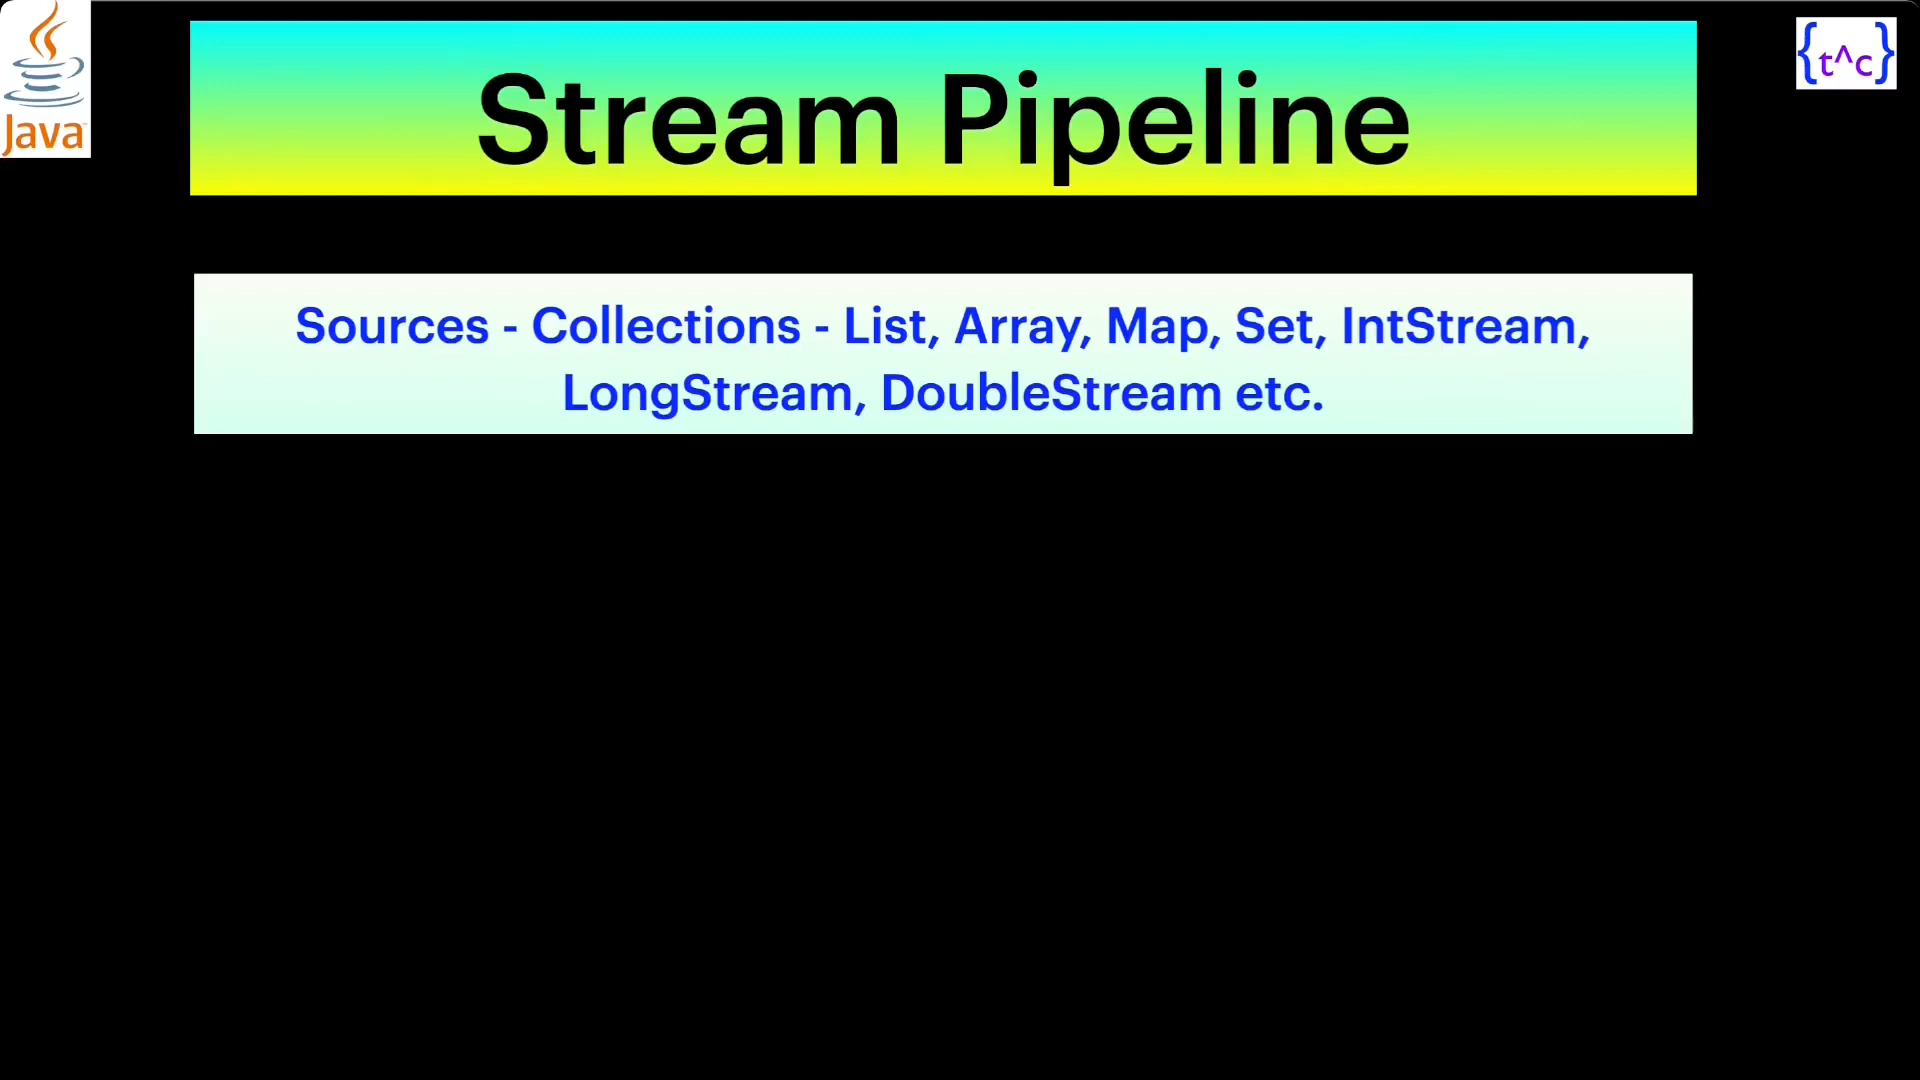 Java
{t^c}
Stream Pipeline
Sources - Collections - List, Array, Map, Set, IntStream,
LongStream, DoubleStream etc.